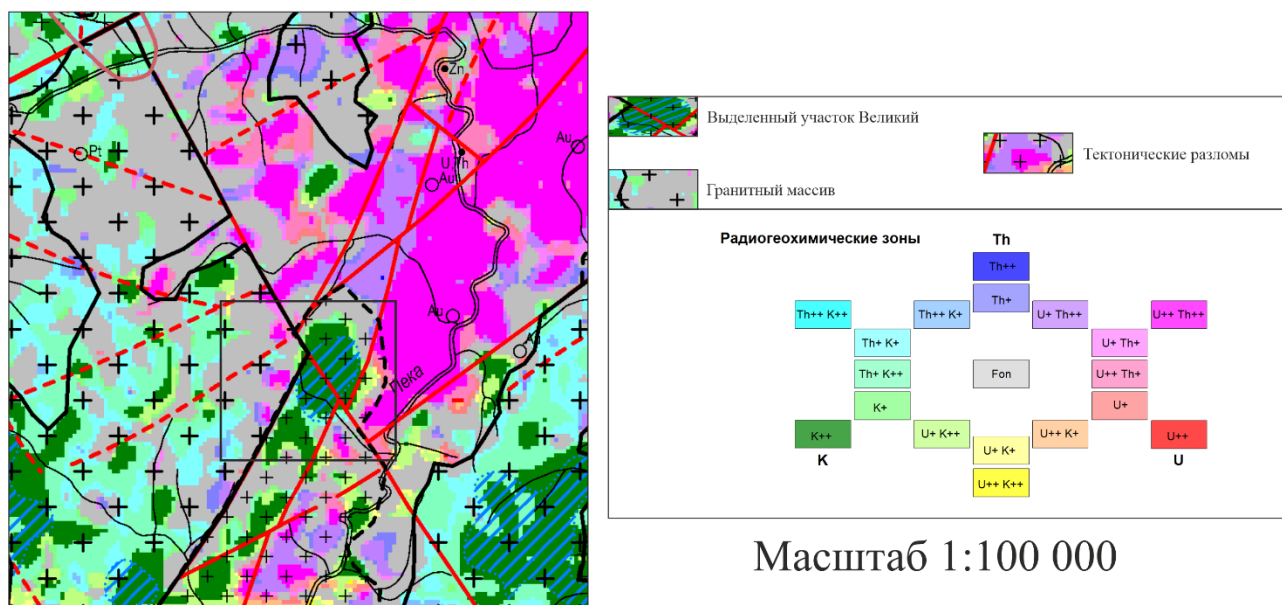 Zn
Au
Pt
U,Th
Au
Au
A
Пека
Выделенный участок Великий
Тектонические разломы
Гранитный массив
Радиогеохимические зоны
Th
Th++
Th+
Th++ K++
Th++ K+
U+ Th++
U++ Th++
Th+ K+
U+ Th+
Th+ K++
Fon
U++ Th+
K+
U+
K++
U+ K++
U+ K+
U++ K+
U++
K
U
U++ K++
Масштаб 1:100 000